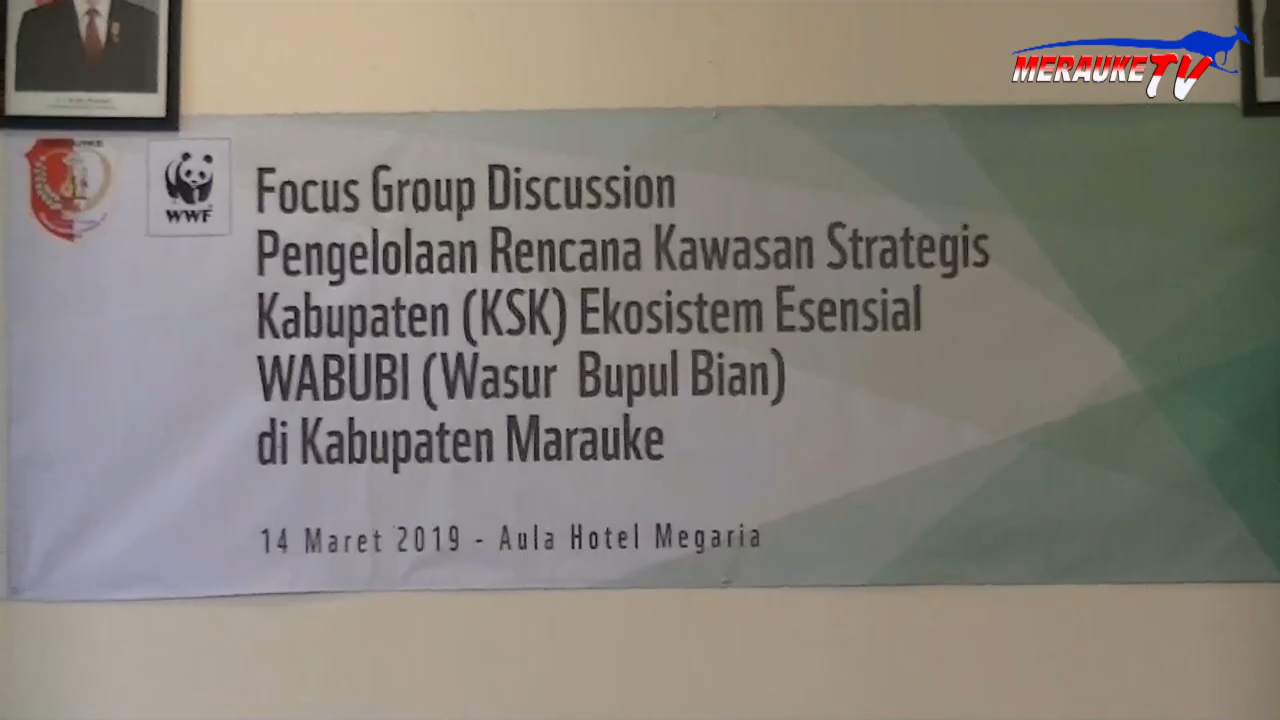 MERAUKE TV
WWF
Focus Group Discussion
Pengelolaan Rencana Kawasan Strategis
Kabupaten (KSK) Ekosistem Esensial
WABUBI (Wasur Bupul Bian)
di Kabupaten Marauke
14 Maret 2019 - Aula Hotel Megaria